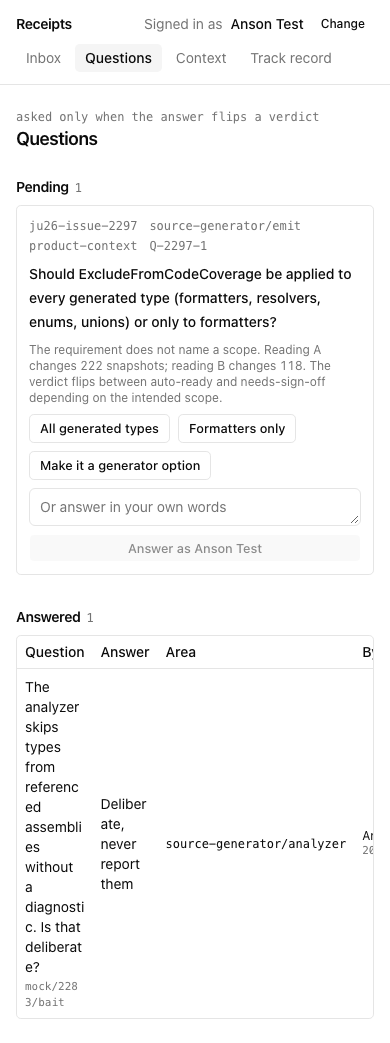 Receipts
Signed in as Anson Test Change
Inbox Questions Context Track record
asked only when the answer flips a verdict
Questions
Pending 1
ju26-issue-2297 source-generator/emit
product-context Q-2297-1
Should ExcludeFromCodeCoverage be applied to
every generated type (formatters, resolvers,
enums, unions) or only to formatters?
The requirement does not name a scope. Reading A
changes 222 snapshots; reading B changes 118. The
verdict flips between auto-ready and needs-sign-off
depending on the intended scope.
All generated types Formatters only
Make it a generator option
Or answer in your own words
Answer as Anson Test
Answered 1
Question Answer Area
The
analyzer
skips
types
from
referenc
ed
assembli
es
without
a
diagnosti
c. Is that
deliberat
e?
mock/228
3/bait
Deliber
ate,
never
report
them
source-generator/analyzer